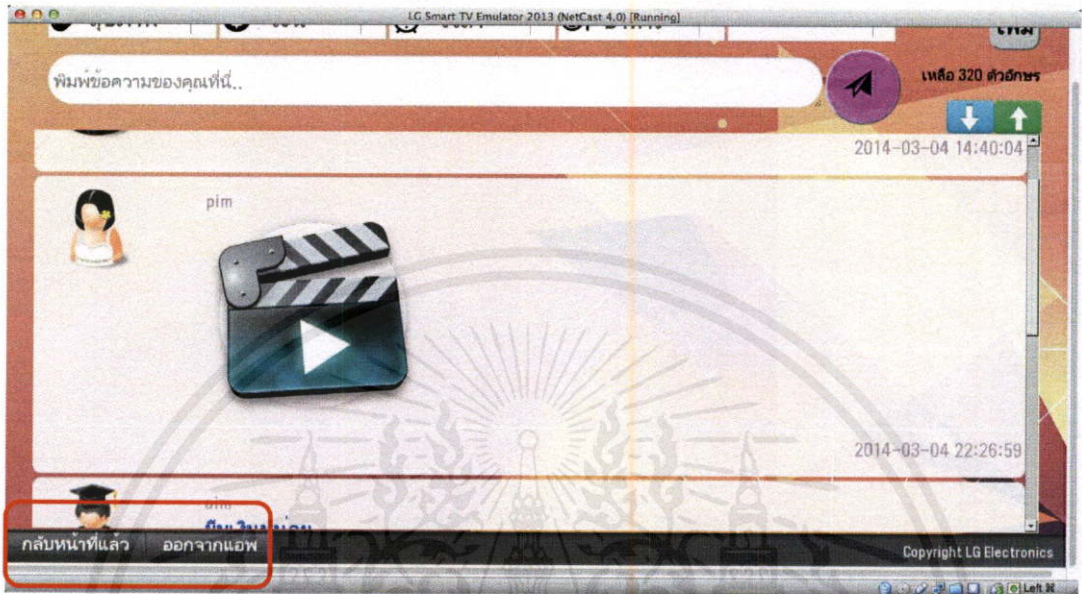 LG Smart TV Emulator 2013 (NetCast 4.0) [Running]
พิมพ์ข้อความของคุณที่นี่..
เหลือ 320 ตัวอักษร
2014-03-04 14:40:04
pim
2014-03-04 22:26:59
กลับหน้าที่แล้ว ออกจากแอพ
Copyright LG Electronics
Left ⌘